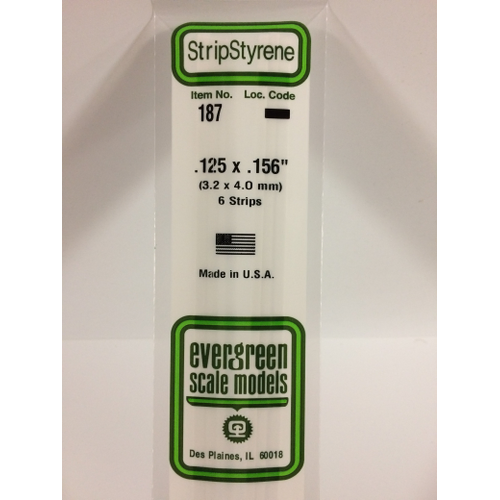 StripStyrene
Item No. Loc. Code
187
.125 x .156"
(3.2 x 4.0 mm)
6 Strips
Made in U.S.A.
evergreen
scale models
Des Plaines, IL 60018